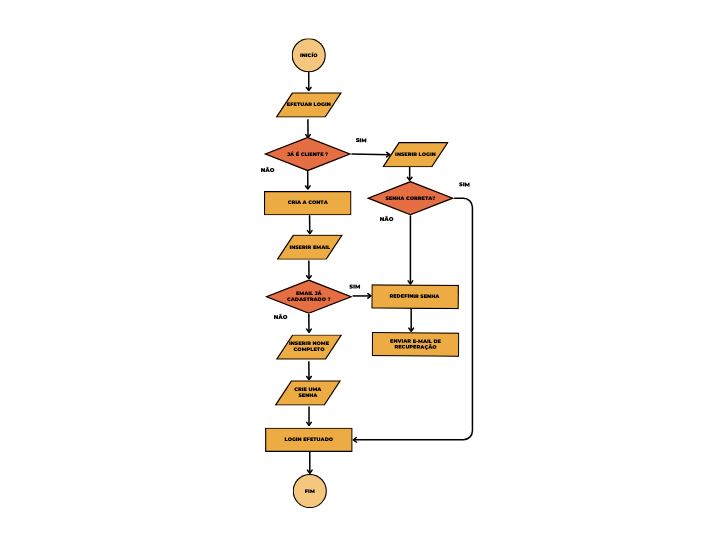 INICÍO
EFETUAR LOGIN
JÁ É CLIENTE ?
SIM
INSERIR LOGIN
NÃO
SENHA CORRETA?
SIM
CRIA A CONTA
NÃO
INSERIR EMAIL
EMAIL JÁ
CADASTRADO ?
SIM
REDEFINIR SENHA
NÃO
INSERIR NOME
COMPLETO
ENVIAR E-MAIL DE
RECUPERAÇÃO
CRIE UMA
SENHA
LOGIN EFETUADO
FIM